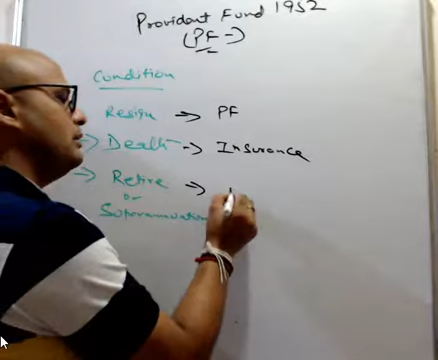 Provident Fund 1952
(PF-)
Condition
Resign → PF
→ Death → Insurance
→ Retire →
or
Superannuation